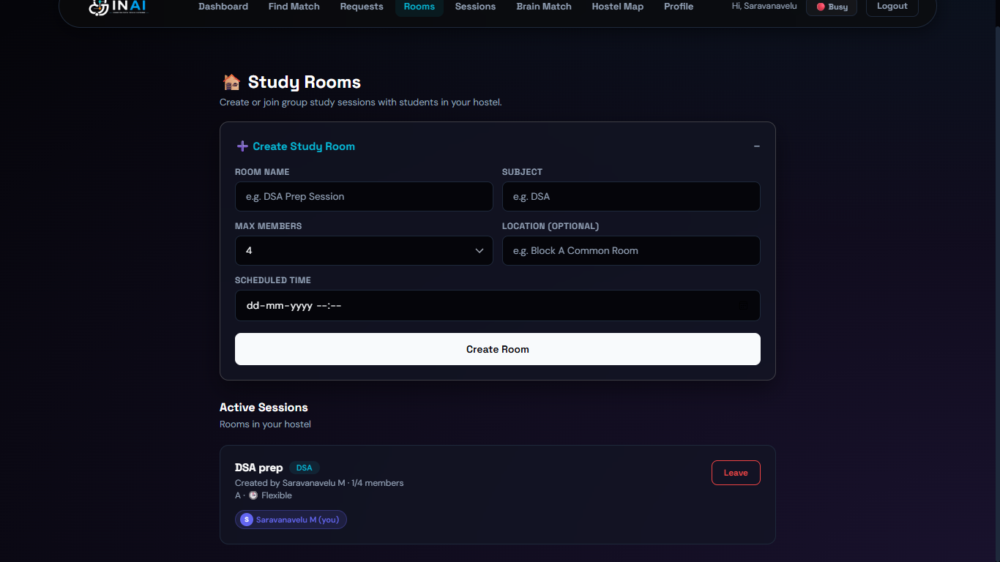 INAI
Dashboard Find Match Requests Rooms Sessions Brain Match Hostel Map Profile Hi, Saravanavelu Busy Logout
Study Rooms
Create or join group study sessions with students in your hostel.
Create Study Room −
ROOM NAME SUBJECT
e.g. DSA Prep Session e.g. DSA
MAX MEMBERS LOCATION (OPTIONAL)
4 e.g. Block A Common Room
SCHEDULED TIME
dd-mm-yyyy --:--
Create Room
Active Sessions
Rooms in your hostel
DSA prep DSA Leave
Created by Saravanavelu M · 1/4 members
A · Flexible
S Saravanavelu M (you)